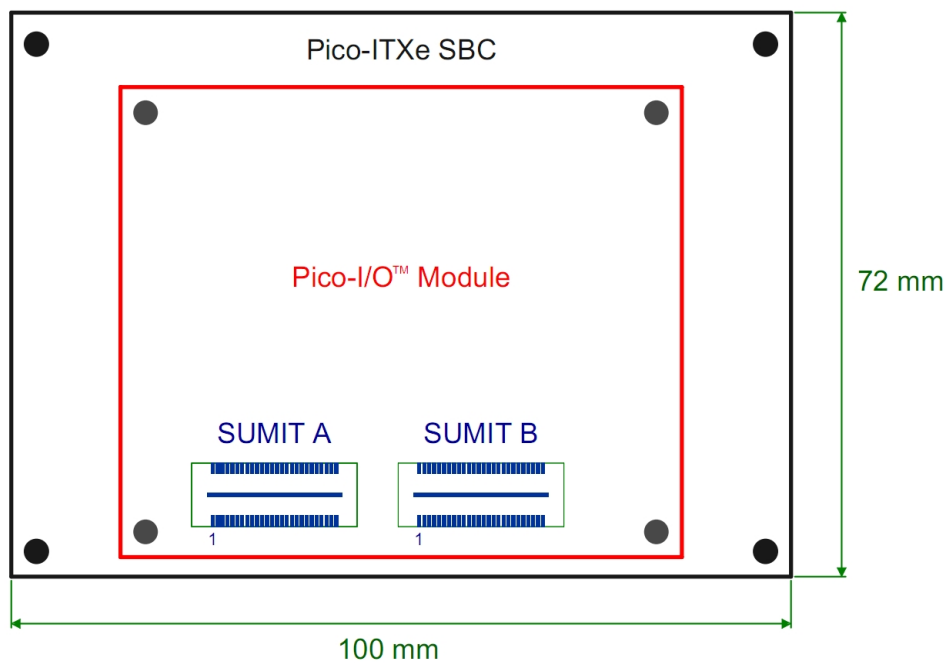 Pico-ITXe SBC
Pico-I/O™ Module
72 mm
SUMIT A
SUMIT B
1
1
100 mm